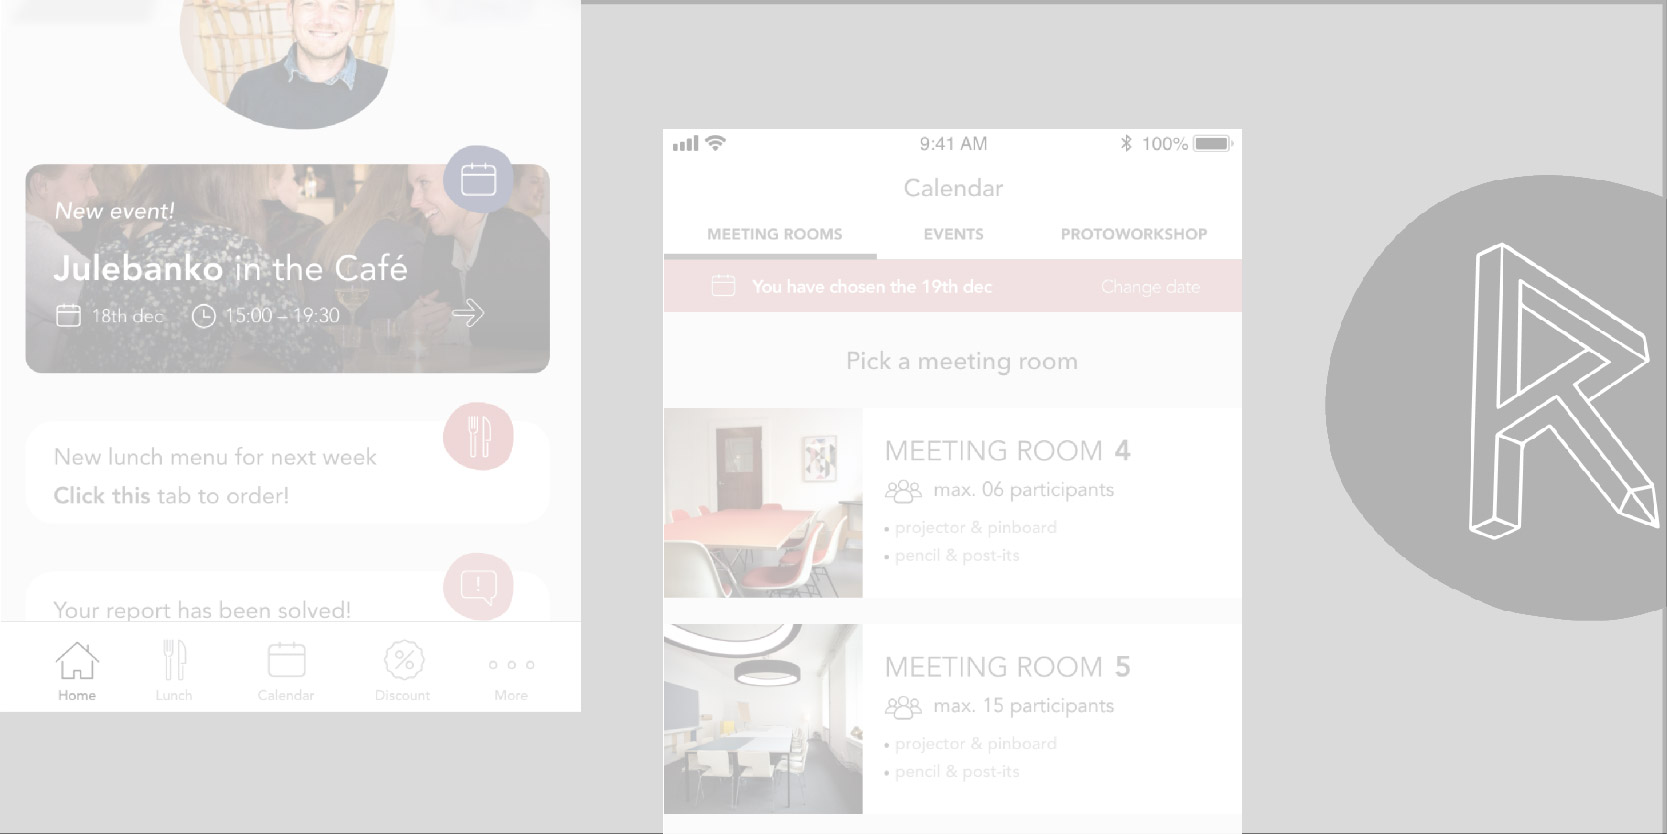 New event!
Julebanko in the Café
18th dec 15:00 – 19:30
New lunch menu for next week
Click this tab to order!
Your report has been solved!
Home Lunch Calendar Discount More
9:41 AM 100%
Calendar
MEETING ROOMS EVENTS PROTOWORKSHOP
You have chosen the 19th dec Change date
Pick a meeting room
MEETING ROOM 4
max. 06 participants
• projector & pinboard
• pencil & post-its
MEETING ROOM 5
max. 15 participants
• projector & pinboard
• pencil & post-its
R